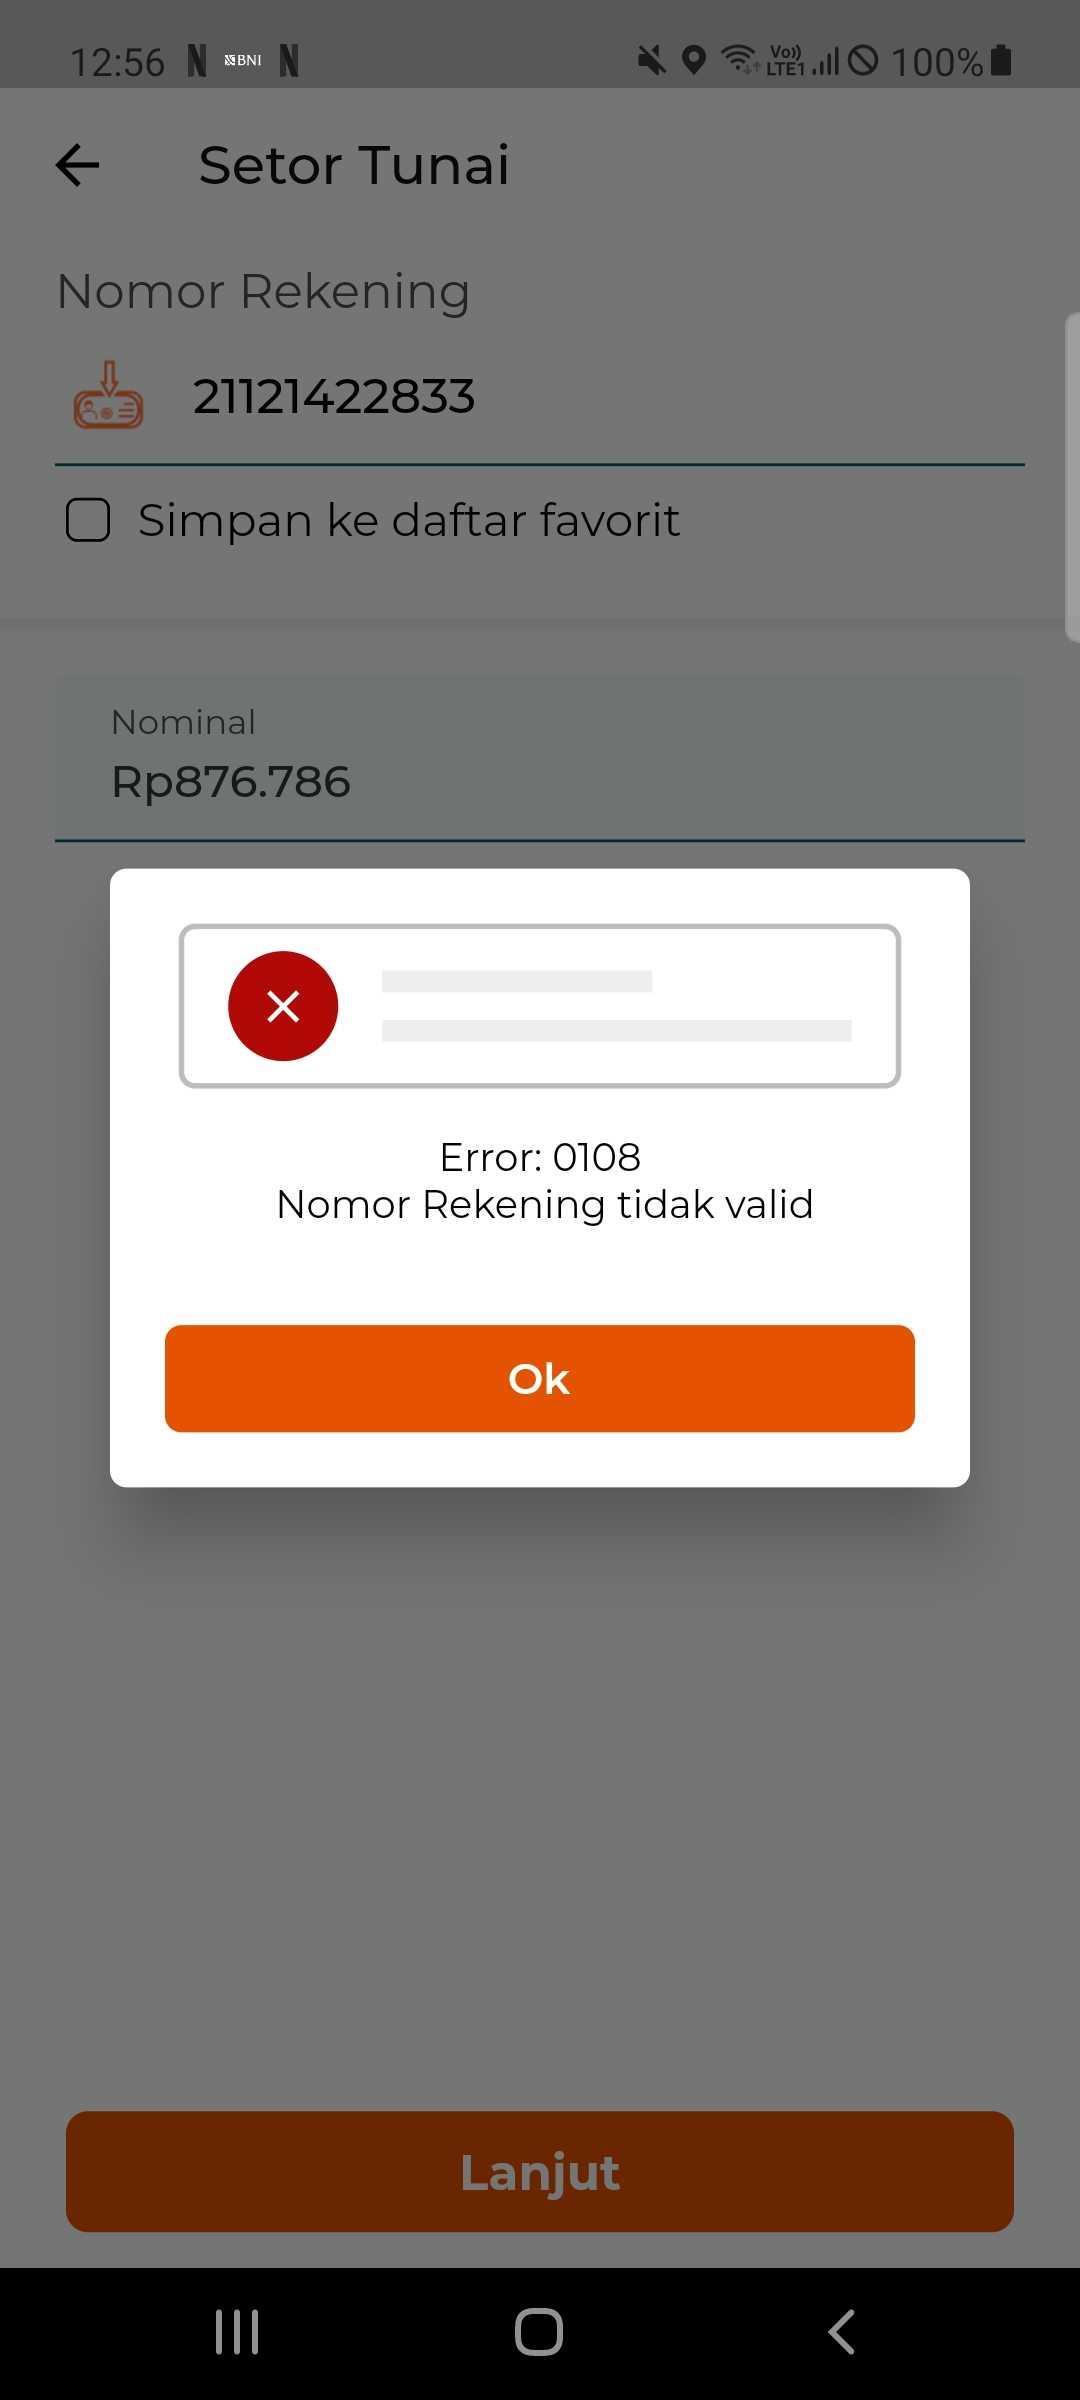 12:56 N BNI N Vo)) LTE1 100%
Setor Tunai
Nomor Rekening
21121422833
Simpan ke daftar favorit
Nominal
Rp876.786
Error: 0108
Nomor Rekening tidak valid
Ok
Lanjut